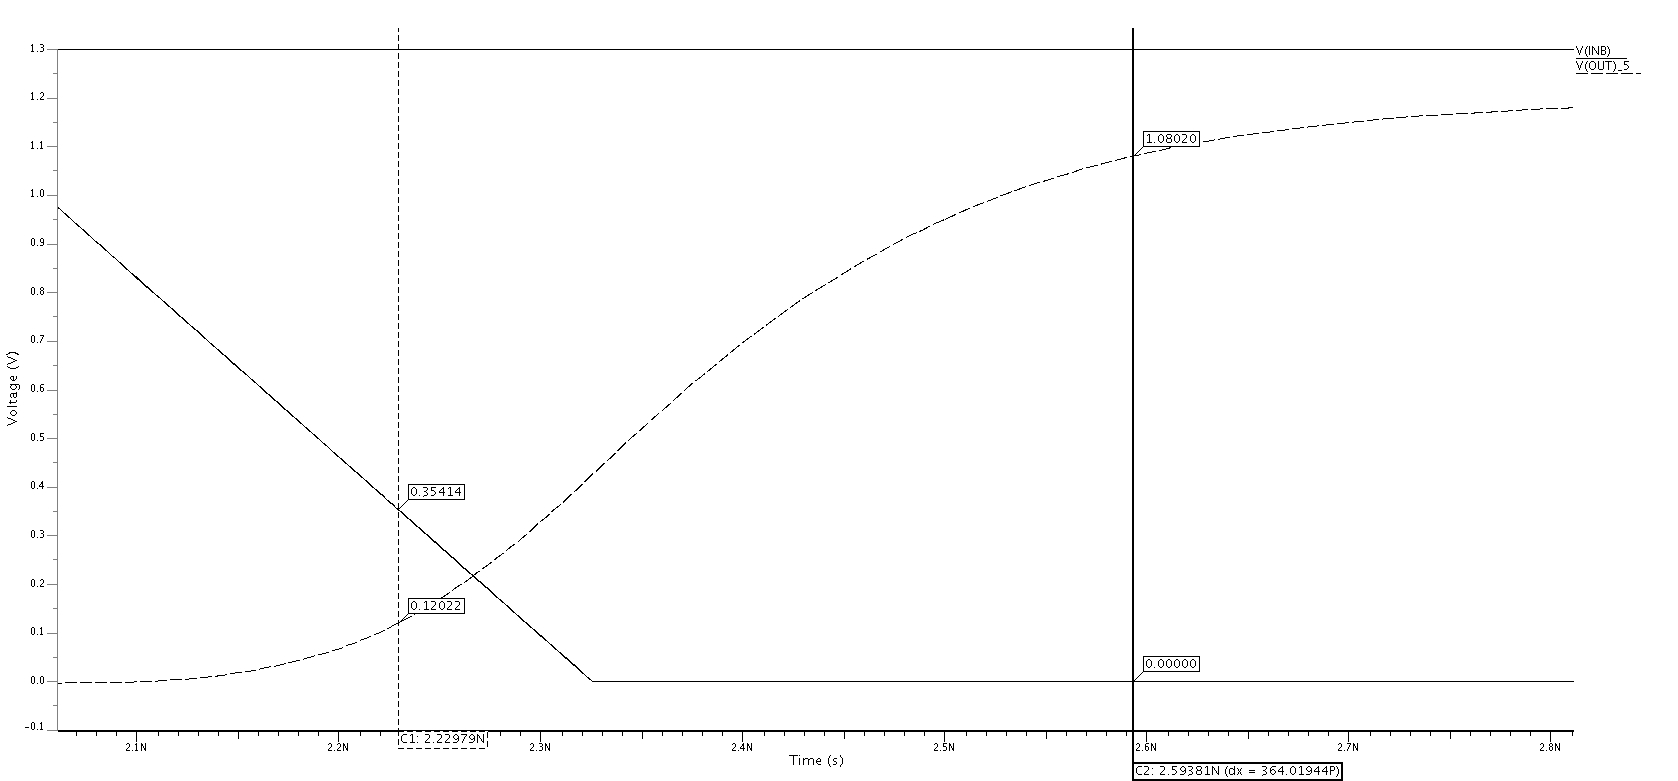 1.3
V(INB)
V(OUT)_5
1.2
1.1
1.08020
1.0
0.9
0.8
0.7
0.6
0.5
0.35414
0.4
0.3
0.2
0.12022
0.1
0.00000
0.0
-0.1
Voltage (V)
C1: 2.22979N
2.1N 2.2N 2.3N 2.4N 2.5N 2.6N 2.7N 2.8N
Time (s)
C2: 2.59381N (dx = 364.01944P)